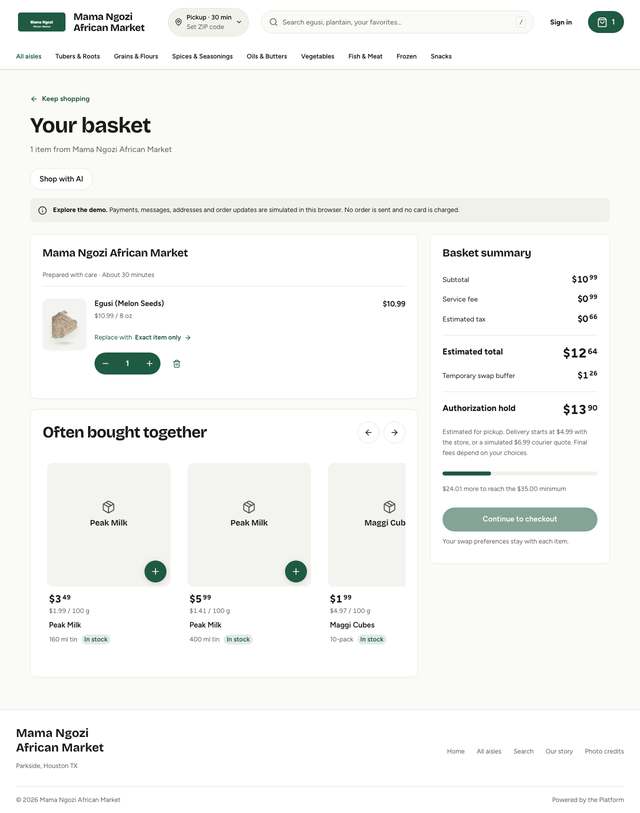 Mama Ngozi
African Market
Mama Ngozi
African Market
Pickup · 30 min
Set ZIP code
Search egusi, plantain, your favorites...
/
Sign in
1
All aisles
Tubers & Roots
Grains & Flours
Spices & Seasonings
Oils & Butters
Vegetables
Fish & Meat
Frozen
Snacks
Keep shopping
Your basket
1 item from Mama Ngozi African Market
Shop with AI
Explore the demo. Payments, messages, addresses and order updates are simulated in this browser. No order is sent and no card is charged.
Mama Ngozi African Market
Prepared with care · About 30 minutes
Egusi (Melon Seeds)
$10.99
$10.99 / 8 oz
Replace with Exact item only →
− 1 +
Often bought together
Peak Milk
Peak Milk
Maggi Cub
$3 49
$1.99 / 100 g
Peak Milk
160 ml tin In stock
$5 99
$1.41 / 100 g
Peak Milk
400 ml tin In stock
$1 99
$4.97 / 100 g
Maggi Cubes
10-pack In stock
Basket summary
Subtotal $10 99
Service fee $0 99
Estimated tax $0 66
Estimated total $12 64
Temporary swap buffer $1 26
Authorization hold $13 90
Estimated for pickup. Delivery starts at $4.99 with
the store, or a simulated $6.99 courier quote. Final
fees depend on your choices.
$24.01 more to reach the $35.00 minimum
Continue to checkout
Your swap preferences stay with each item.
Mama Ngozi
African Market
Parkside, Houston TX
Home
All aisles
Search
Our story
Photo credits
© 2026 Mama Ngozi African Market
Powered by the Platform